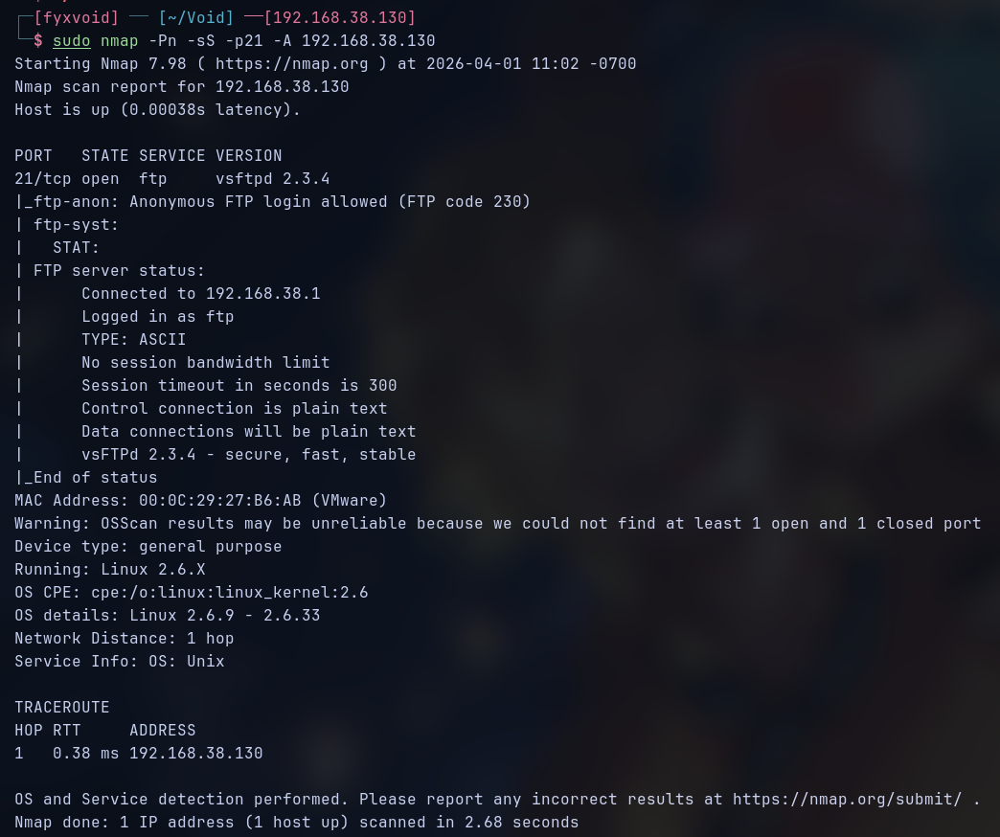 ┌─[fyxvoid] ── [~/Void] ──[192.168.38.130]
└─$ sudo nmap -Pn -sS -p21 -A 192.168.38.130
Starting Nmap 7.98 ( https://nmap.org ) at 2026-04-01 11:02 -0700
Nmap scan report for 192.168.38.130
Host is up (0.00038s latency).

PORT   STATE SERVICE VERSION
21/tcp open  ftp     vsftpd 2.3.4
|_ftp-anon: Anonymous FTP login allowed (FTP code 230)
| ftp-syst:
|   STAT:
| FTP server status:
|      Connected to 192.168.38.1
|      Logged in as ftp
|      TYPE: ASCII
|      No session bandwidth limit
|      Session timeout in seconds is 300
|      Control connection is plain text
|      Data connections will be plain text
|      vsFTPd 2.3.4 - secure, fast, stable
|_End of status
MAC Address: 00:0C:29:27:B6:AB (VMware)
Warning: OSScan results may be unreliable because we could not find at least 1 open and 1 closed port
Device type: general purpose
Running: Linux 2.6.X
OS CPE: cpe:/o:linux:linux_kernel:2.6
OS details: Linux 2.6.9 - 2.6.33
Network Distance: 1 hop
Service Info: OS: Unix

TRACEROUTE
HOP RTT     ADDRESS
1   0.38 ms 192.168.38.130

OS and Service detection performed. Please report any incorrect results at https://nmap.org/submit/ .
Nmap done: 1 IP address (1 host up) scanned in 2.68 seconds